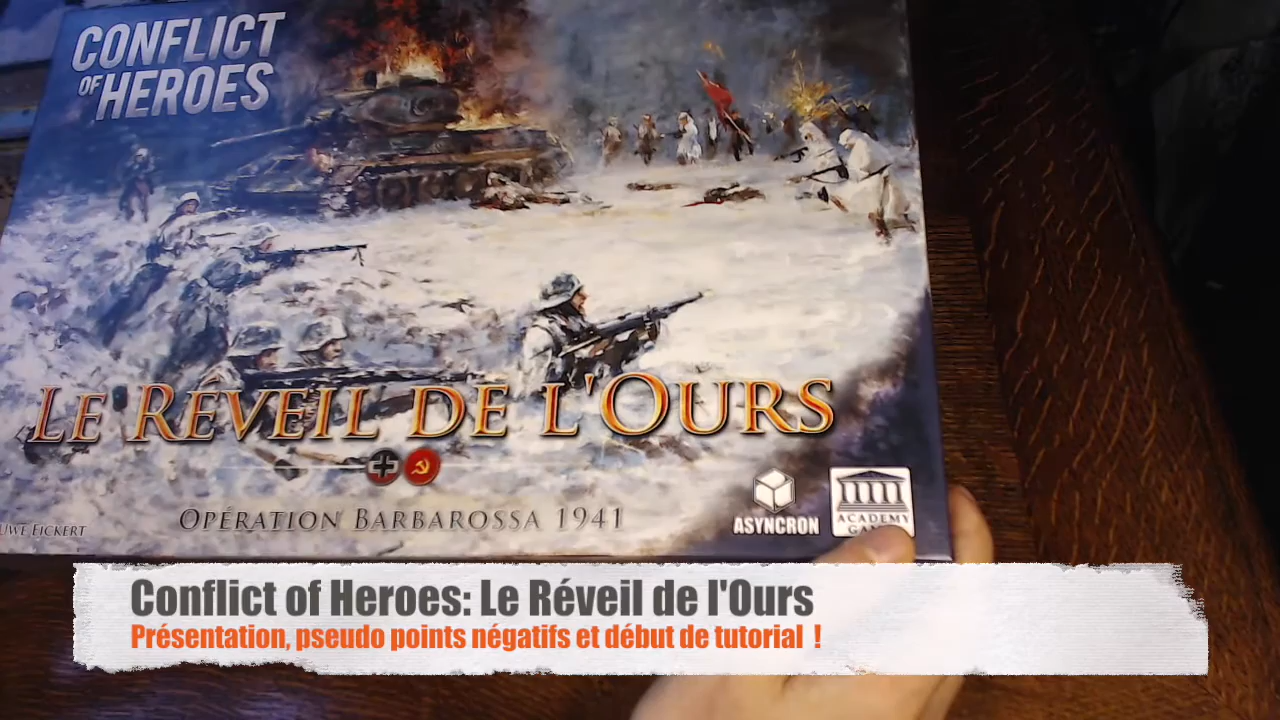 CONFLICT
OF HEROES
LE RÉVEIL DE L'OURS
UWE EICKERT
OPÉRATION BARBAROSSA 1941
ASYNCRON
ACADEMY
Conflict of Heroes: Le Réveil de l'Ours
Présentation, pseudo points négatifs et début de tutorial !